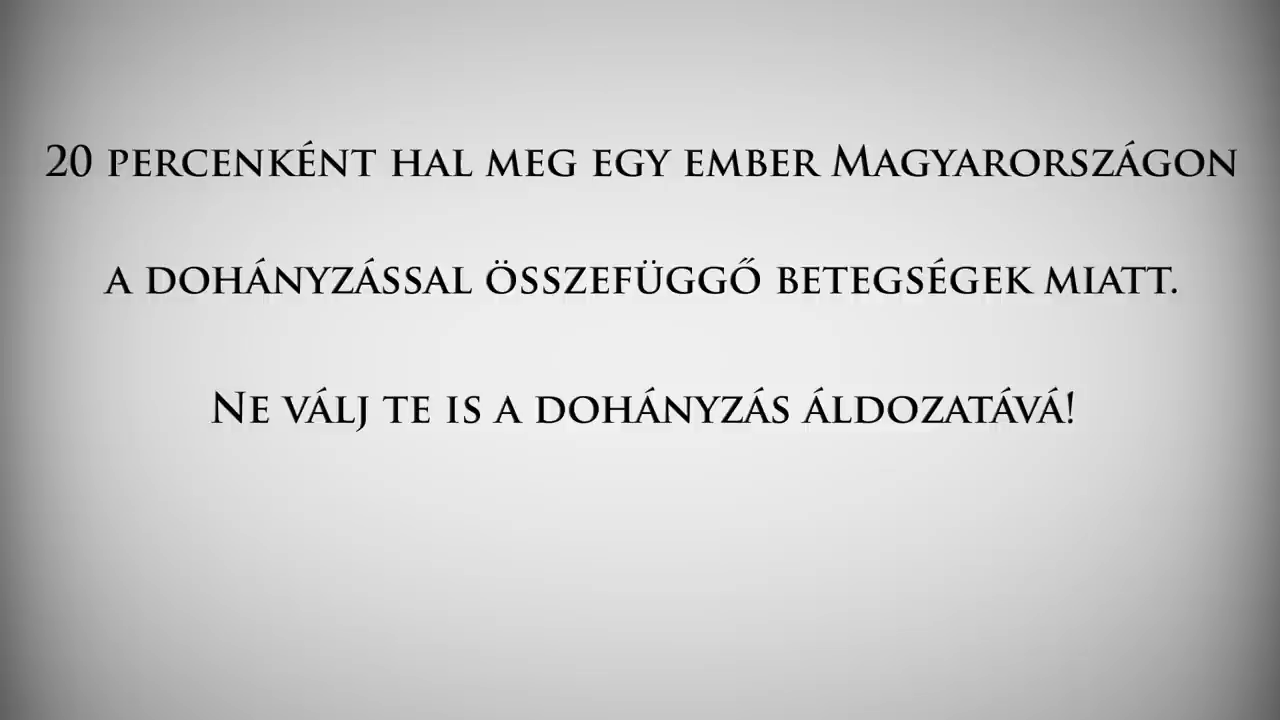 20 percenként hal meg egy ember Magyarországon
a dohányzással összefüggő betegségek miatt.
Ne válj te is a dohányzás áldozatává!